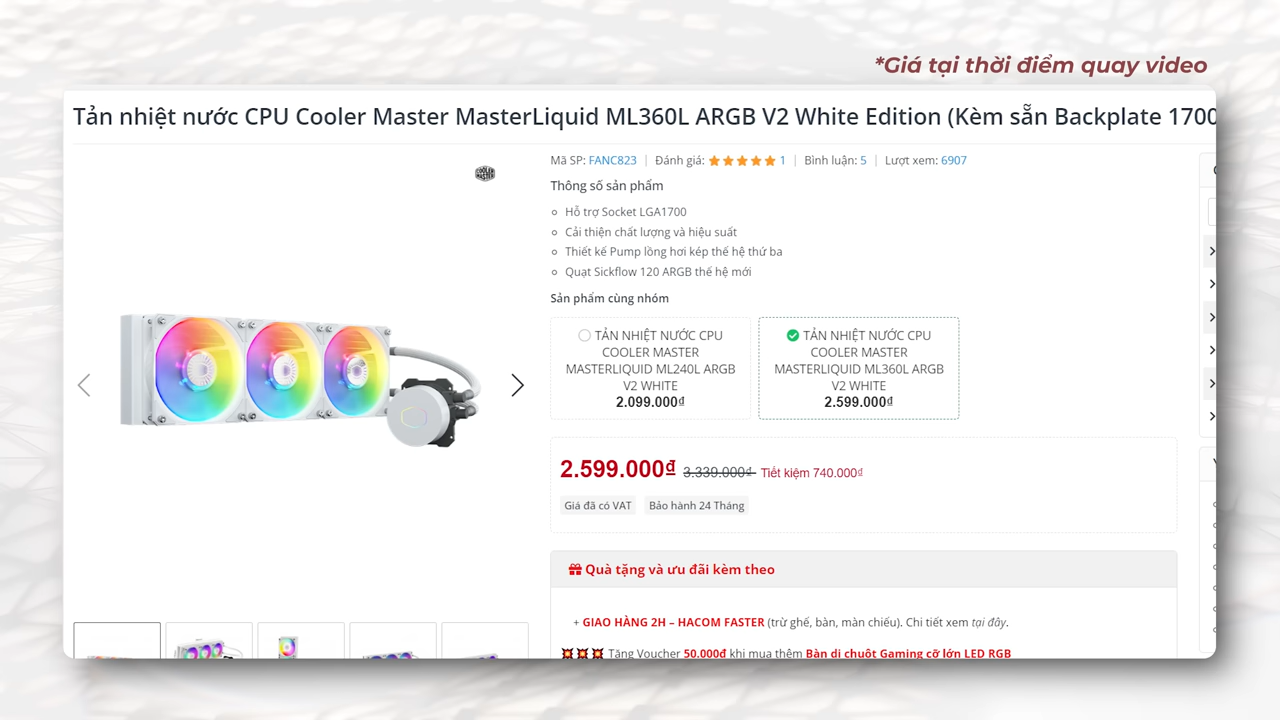 *Giá tại thời điểm quay video
Tản nhiệt nước CPU Cooler Master MasterLiquid ML360L ARGB V2 White Edition (Kèm sẵn Backplate 1700
Mã SP: FANC823 | Đánh giá: 1 | Bình luận: 5 | Lượt xem: 6907
Thông số sản phẩm
Hỗ trợ Socket LGA1700
Cải thiện chất lượng và hiệu suất
Thiết kế Pump lồng hơi kép thế hệ thứ ba
Quạt Sickflow 120 ARGB thế hệ mới
Sản phẩm cùng nhóm
TẢN NHIỆT NƯỚC CPU
COOLER MASTER
MASTERLIQUID ML240L ARGB
V2 WHITE
2.099.000₫
TẢN NHIỆT NƯỚC CPU
COOLER MASTER
MASTERLIQUID ML360L ARGB
V2 WHITE
2.599.000₫
2.599.000₫ 3.339.000₫ Tiết kiệm 740.000₫
Giá đã có VAT Bảo hành 24 Tháng
Quà tặng và ưu đãi kèm theo
+ GIAO HÀNG 2H – HACOM FASTER (trừ ghế, bàn, màn chiếu). Chi tiết xem tại đây.
Tặng Voucher 50.000đ khi mua thêm Bàn di chuột Gaming cỡ lớn LED RGB